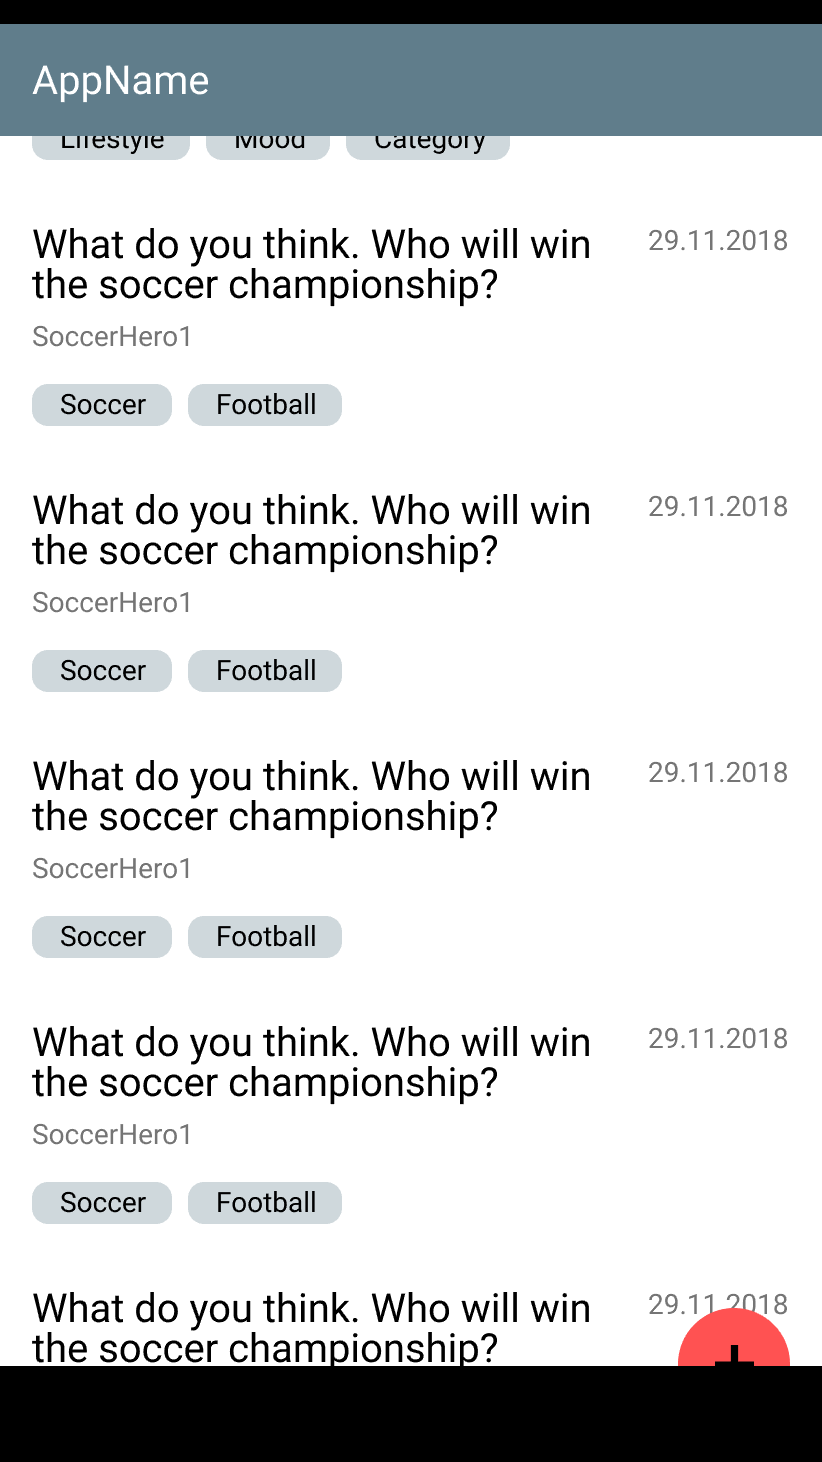 AppName
Lifestyle Mood Category
What do you think. Who will win 29.11.2018
the soccer championship?
SoccerHero1
Soccer Football
What do you think. Who will win 29.11.2018
the soccer championship?
SoccerHero1
Soccer Football
What do you think. Who will win 29.11.2018
the soccer championship?
SoccerHero1
Soccer Football
What do you think. Who will win 29.11.2018
the soccer championship?
SoccerHero1
Soccer Football
What do you think. Who will win 29.11.2018
the soccer championship?